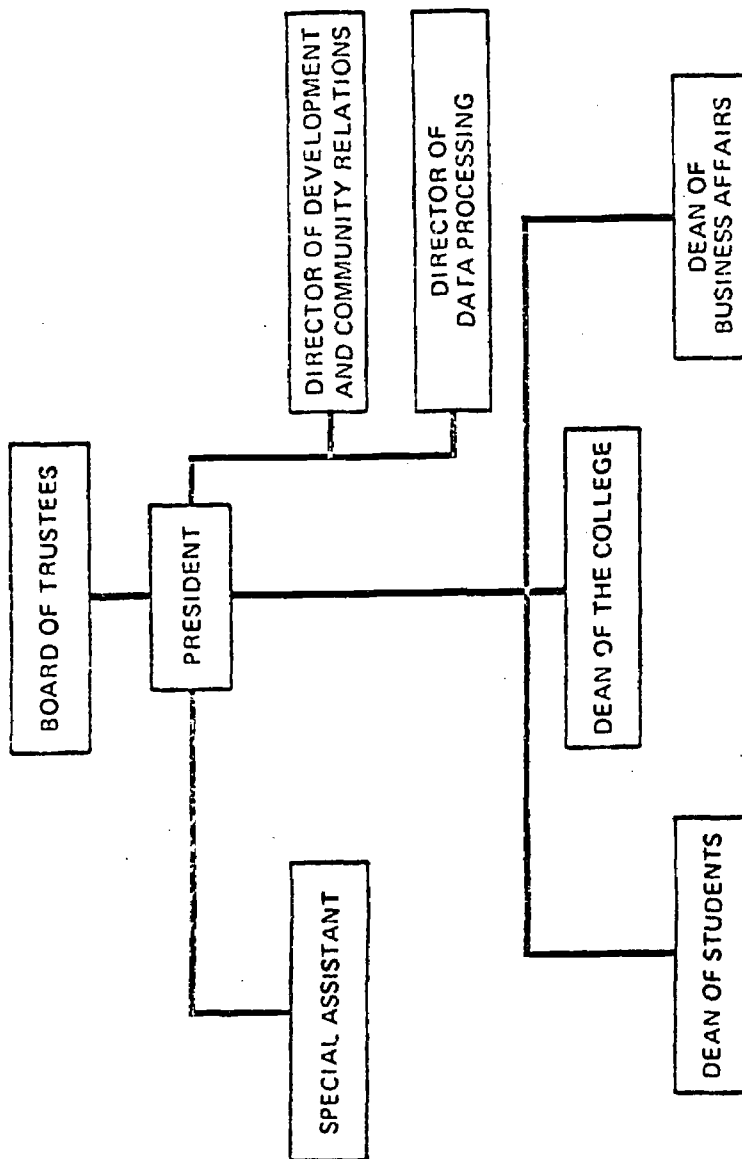 BOARD OF TRUSTEES
PRESIDENT
SPECIAL ASSISTANT
DIRECTOR OF DEVELOPMENT
AND COMMUNITY RELATIONS
DIRECTOR OF
DATA PROCESSING
DEAN OF STUDENTS
DEAN OF THE COLLEGE
DEAN OF
BUSINESS AFFAIRS